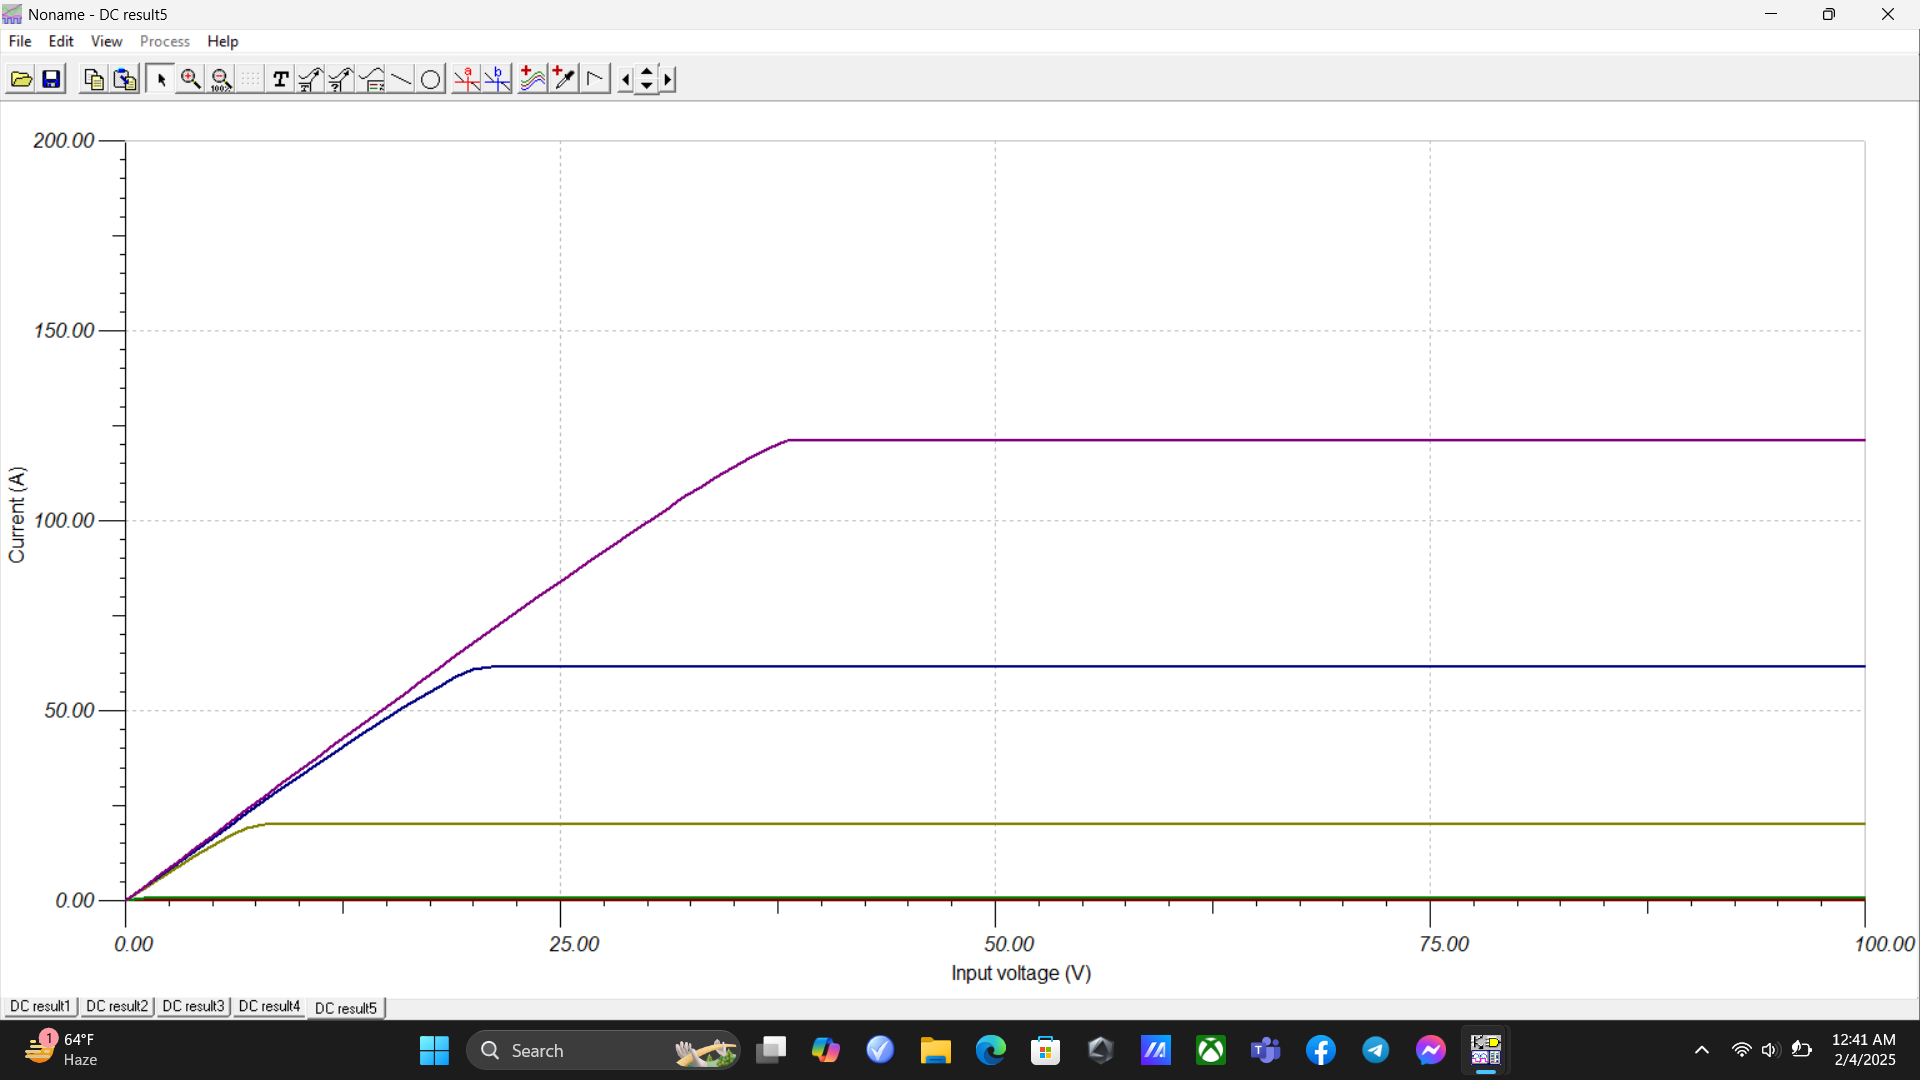 Noname - DC result5
File Edit View Process Help
100%
T
T
?
a
b
200.00
150.00
100.00
50.00
0.00
Current (A)
0.00 25.00 50.00 75.00 100.00
Input voltage (V)
DC result1 DC result2 DC result3 DC result4 DC result5
1
64°F
Haze
Search
T
12:41 AM
2/4/2025